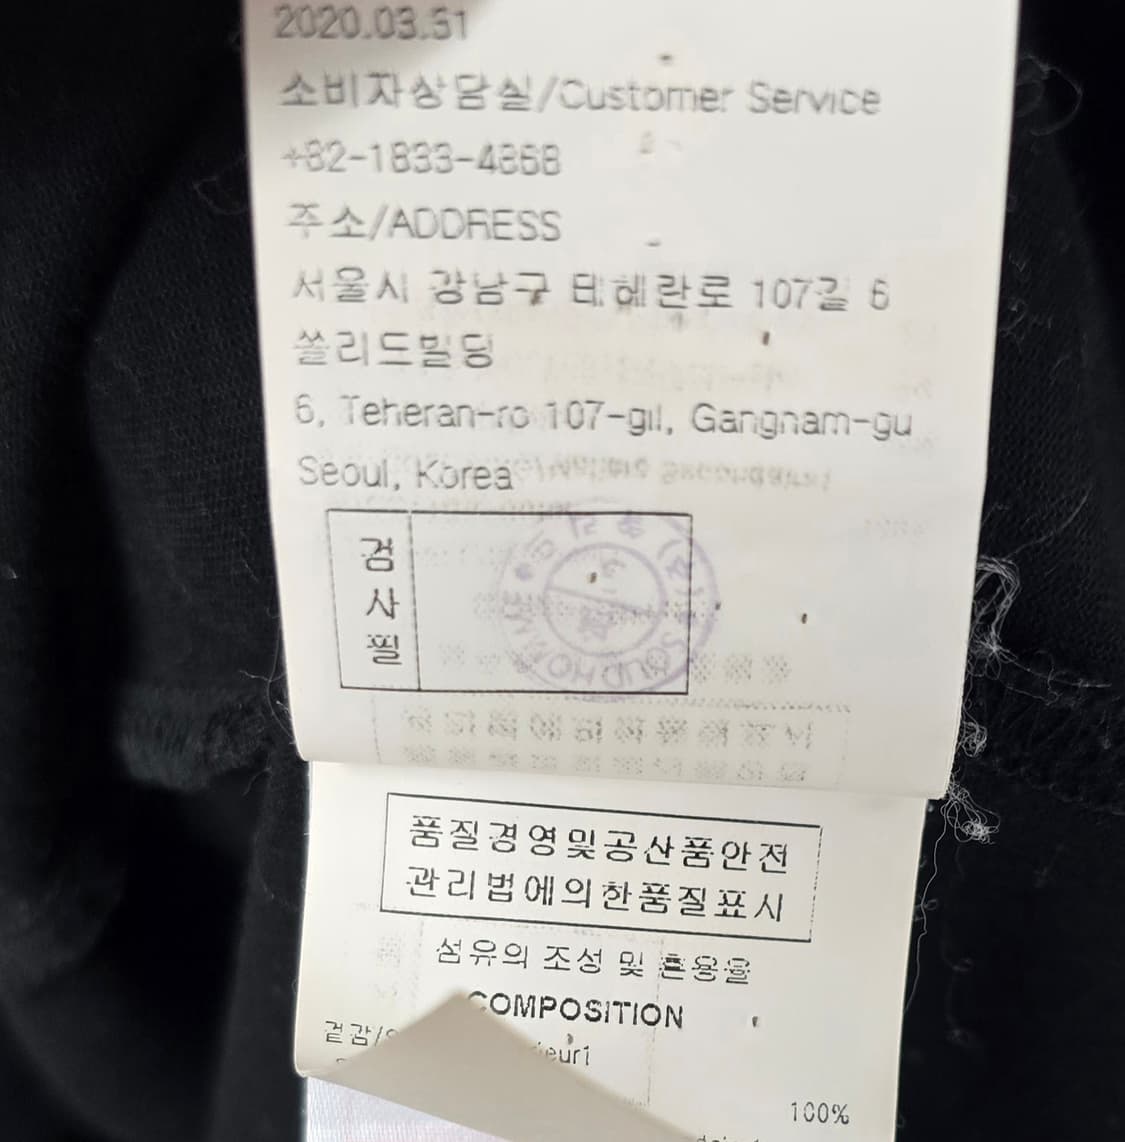 2020.03.31
소비자상담실/Customer Service
+82-1833-4868
주소/ADDRESS
서울시 강남구 테헤란로 107길 6
쏠리드빌딩
6, Teheran-ro 107-gil, Gangnam-gu
Seoul, Korea
검
사
필
SOLIDHOMME
품질경영및공산품안전
관리법에의한품질표시
섬유의 조성 및 혼용율
COMPOSITION
겉감/
ieur1
100%